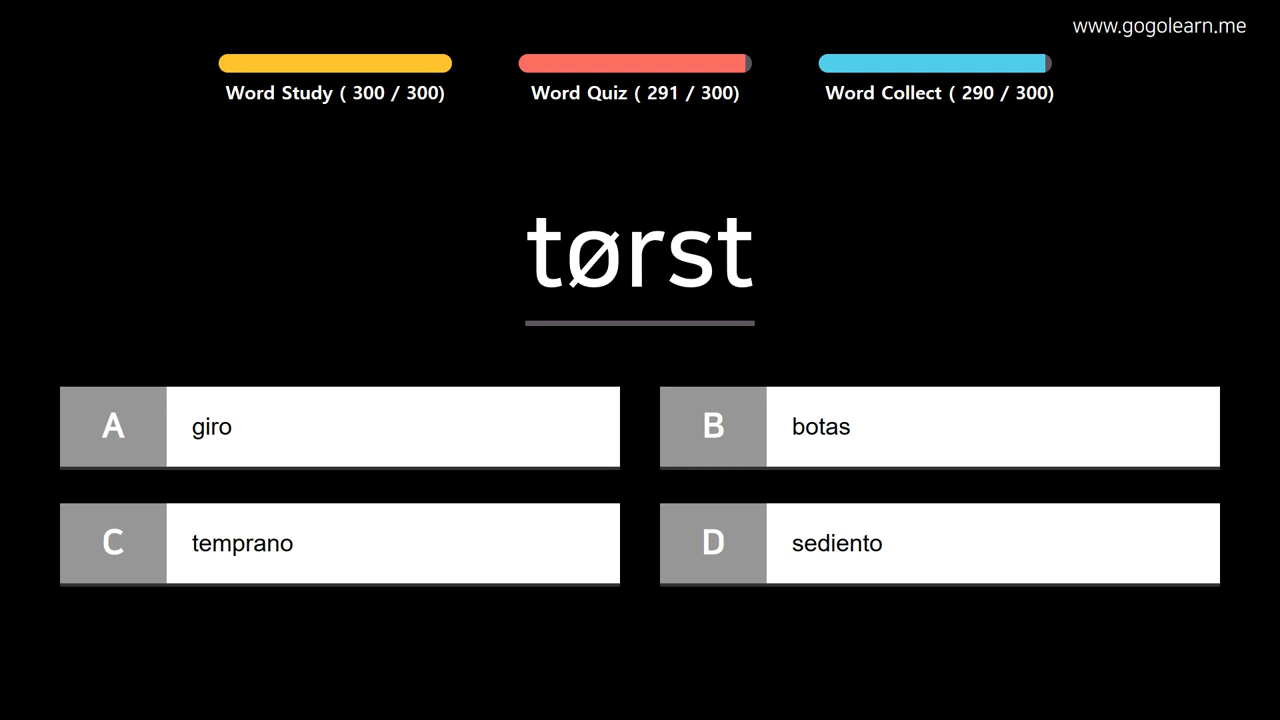 www.gogolearn.me
Word Study ( 300 / 300)
Word Quiz ( 291 / 300)
Word Collect ( 290 / 300)
tørst
A giro
B botas
C temprano
D sediento